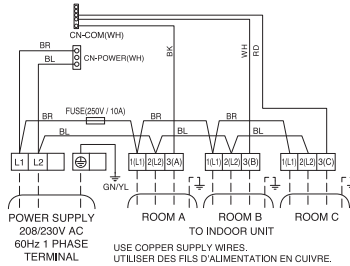 CN-COM(WH)
BR
CN-POWER(WH)
BL
BK
WH
RD
FUSE(250V / 10A)
BR
BR
BR
BL
BL
BL
L1
L2
1(L1)
2(L2)
3(A)
1(L1)
2(L2)
3(B)
1(L1)
2(L2)
3(C)
GN/YL
POWER SUPPLY
208/230V AC
60Hz 1 PHASE
TERMINAL
ROOM A
ROOM B
ROOM C
TO INDOOR UNIT
USE COPPER SUPPLY WIRES.
UTILISER DES FILS D'ALIMENTATION EN CUIVRE.